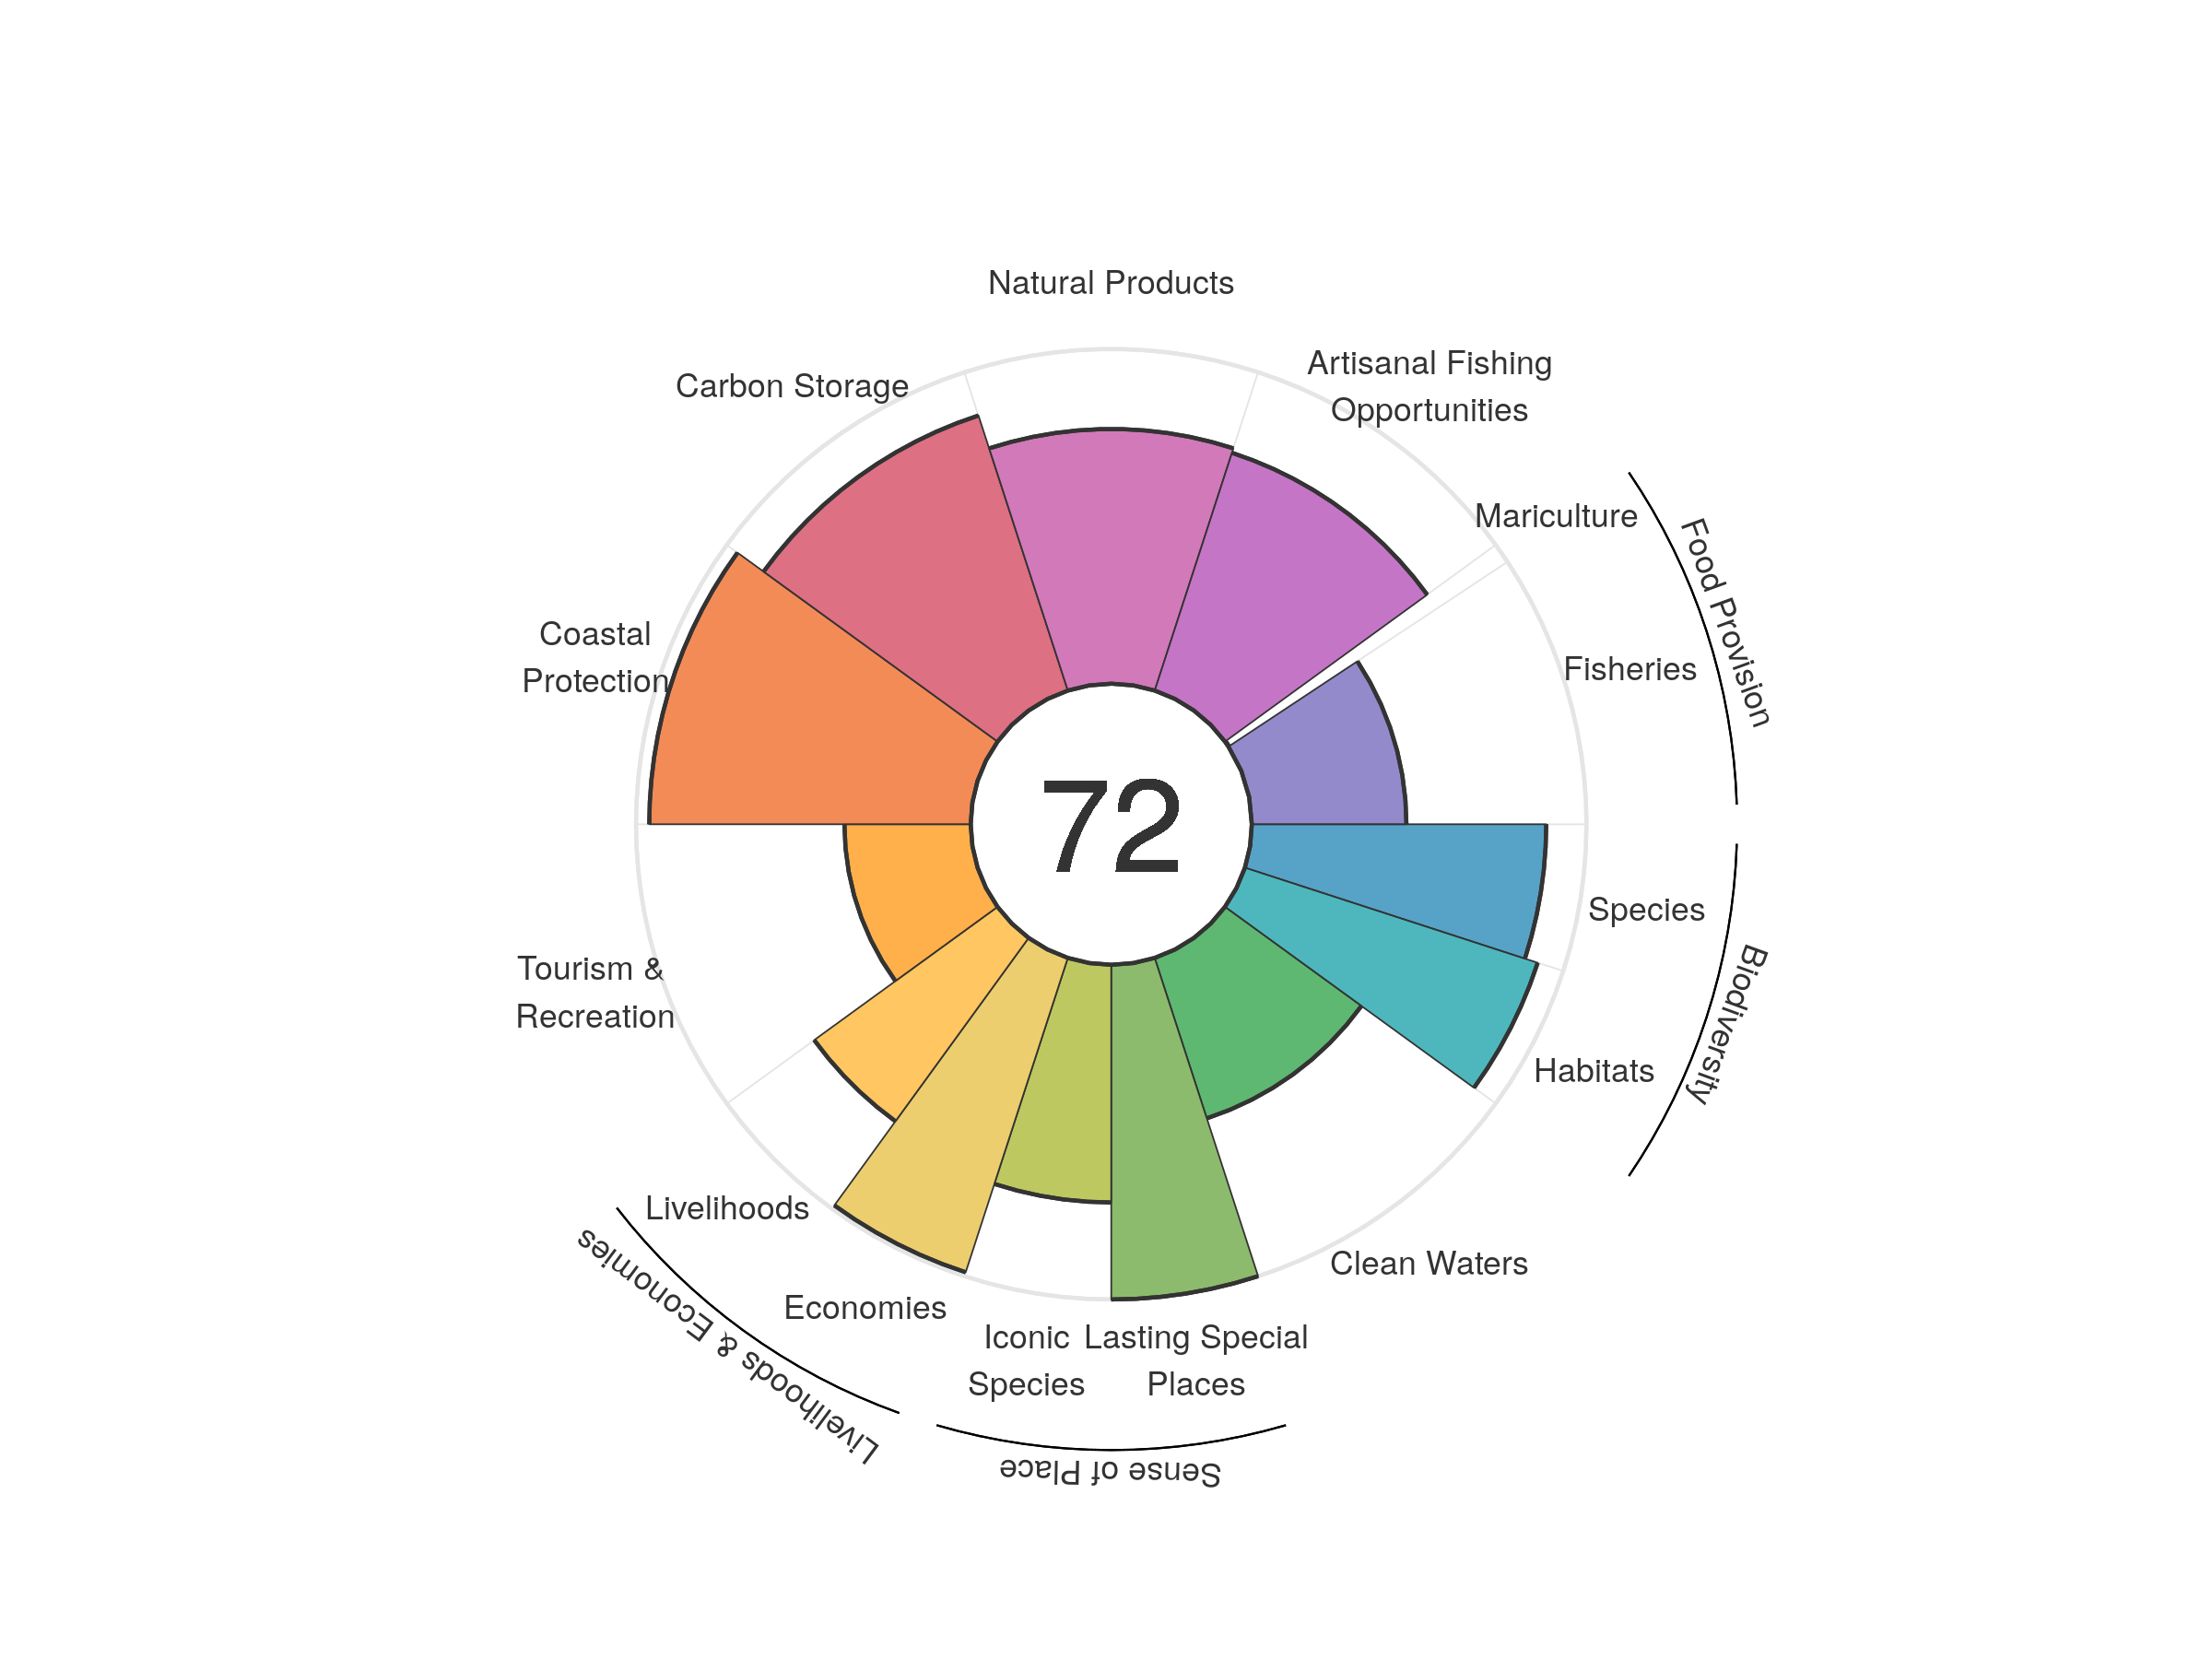 Natural Products
Artisanal Fishing
Opportunities
Carbon Storage
Mariculture
Food Provision
Coastal
Protection
Fisheries
72
Species
Biodiversity
Tourism &
Recreation
Habitats
Livelihoods
Livelihoods & Economies
Clean Waters
Economies
Iconic
Species
Lasting Special
Places
Sense of Place